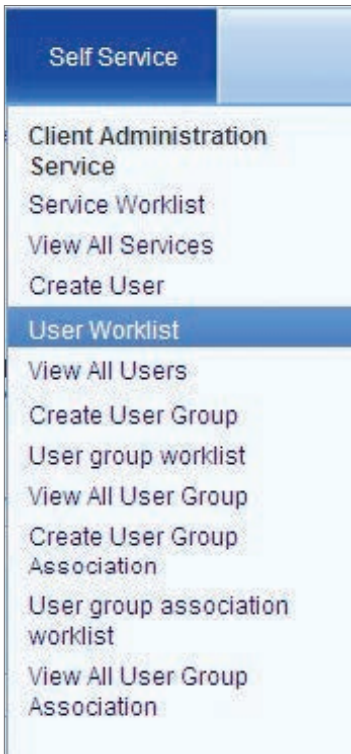 Self Service
Client Administration
Service
Service Worklist
View All Services
Create User
User Worklist
View All Users
Create User Group
User group worklist
View All User Group
Create User Group
Association
User group association
worklist
View All User Group
Association